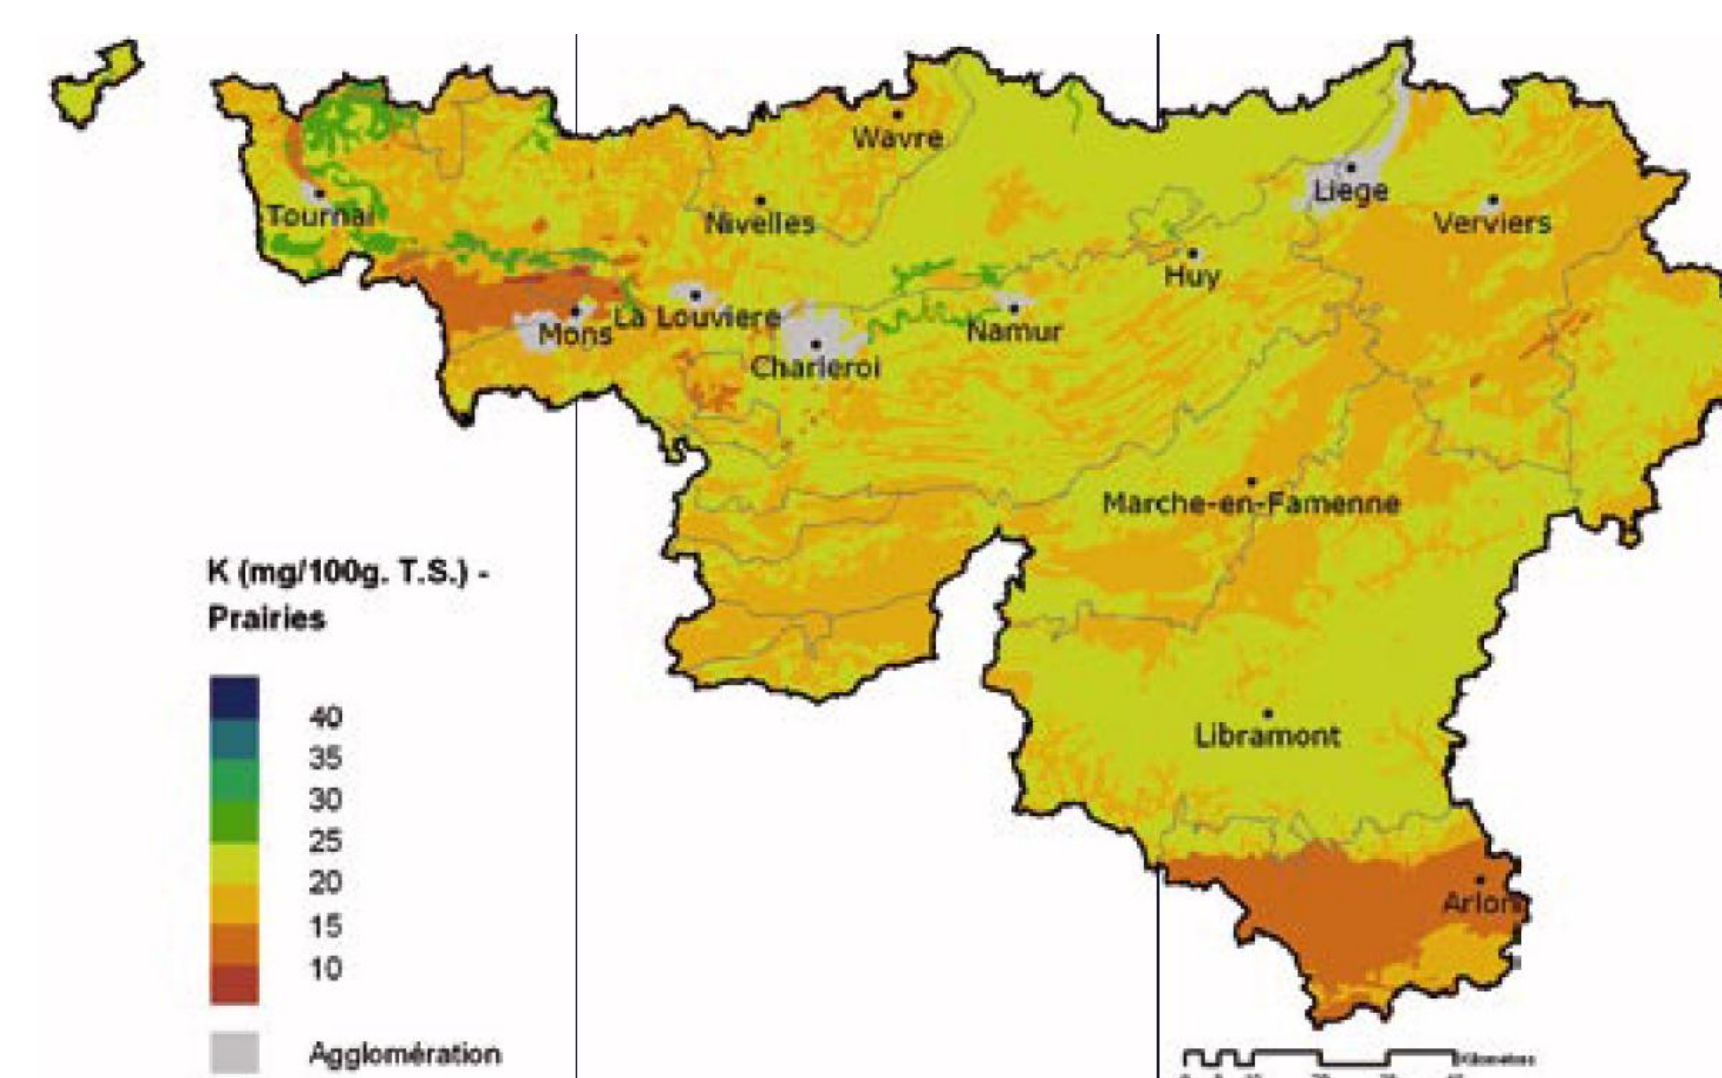 Wavre
Tournai
Nivelles
Liege
Verviers
Huy
Mons
La Louviere
Namur
Charleroi
Marche-en-Famenne
K (mg/100g. T.S.) -
Prairies
40
35
30
25
20
15
10
Libramont
Arlon
Agglomération
Kilometres